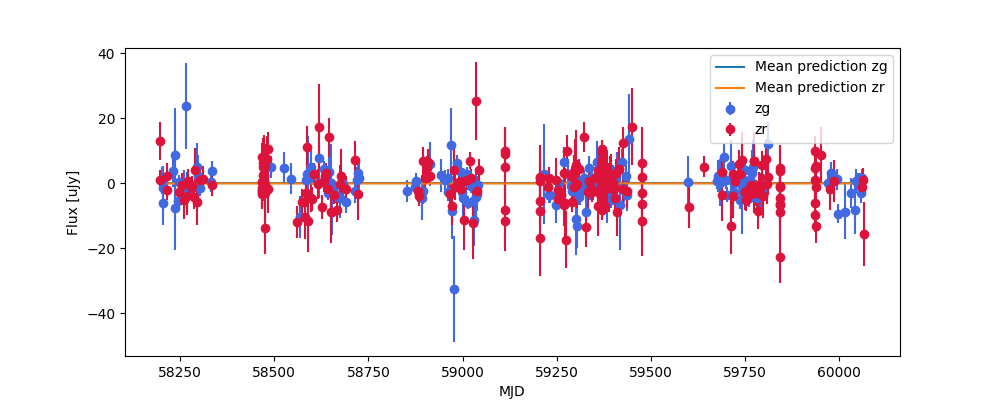 40
20
0
−20
−40
Flux [uJy]
58250
58500
58750
59000
59250
59500
59750
60000
MJD
Mean prediction zg
Mean prediction zr
zg
zr